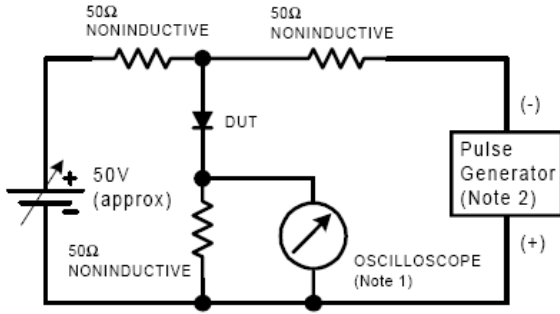 50Ω
NONINDUCTIVE
50Ω
NONINDUCTIVE
DUT
(-)
+
50V
(approx)
-
Pulse
Generator
(Note 2)
50Ω
NONINDUCTIVE
OSCILLOSCOPE
(Note 1)
(+)